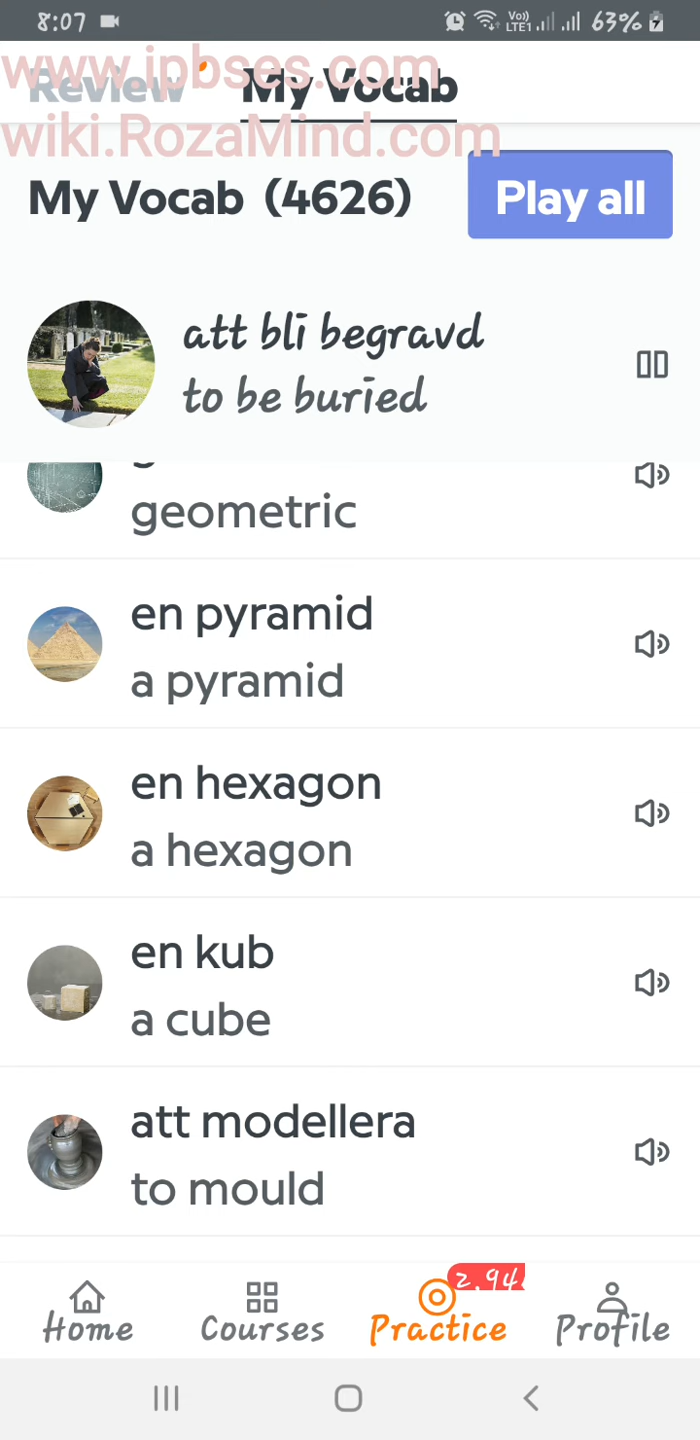 8:07
Vo))
LTE1
63%
www.ipbses.com
Review My Vocab
wiki.RozaMind.com
My Vocab (4626)
Play all
att bli begravd
to be buried
geometric
en pyramid
a pyramid
en hexagon
a hexagon
en kub
a cube
att modellera
to mould
2.94
Home Courses Practice Profile